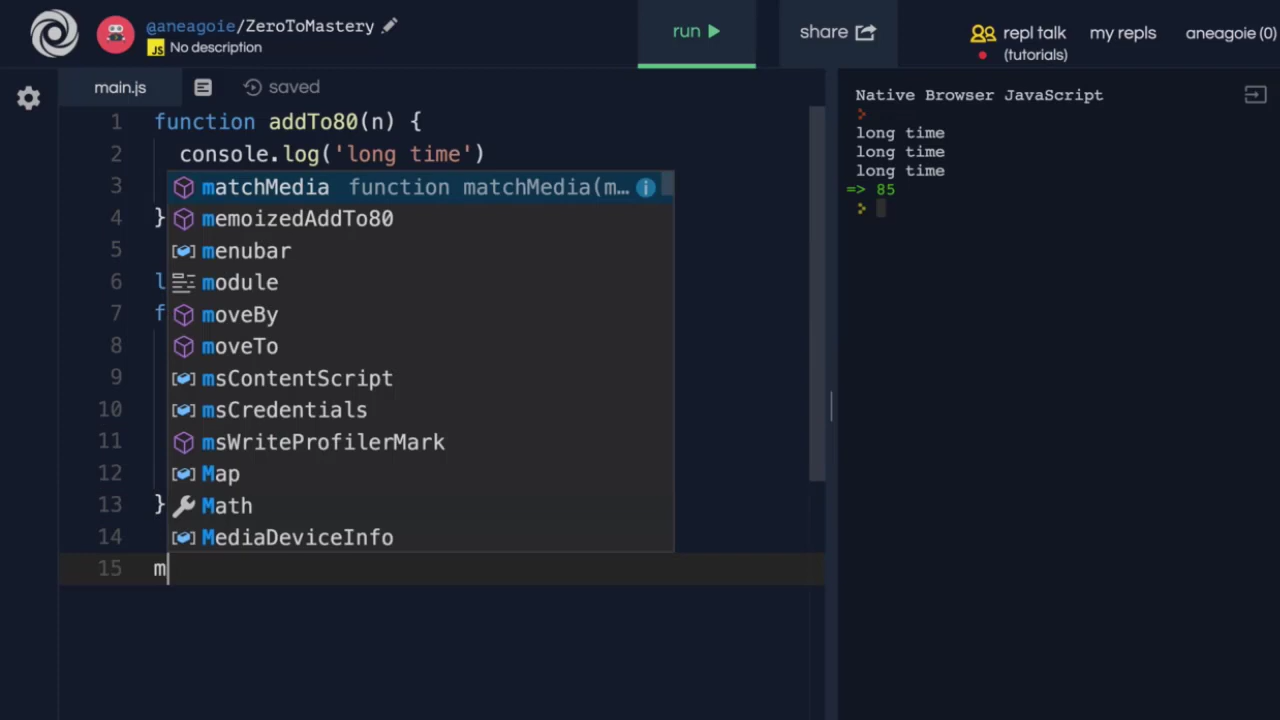 @aneagoie/ZeroToMastery
JS No description
run
share
repl talk
(tutorials)
my repls
aneagoie (0)
main.js
saved
1 function addTo80(n) {
2 console.log('long time')
3
4 }
5
6 l
7 f
8
9
10
11
12
13 }
14
15 m
matchMedia function matchMedia(m…
memoizedAddTo80
menubar
module
moveBy
moveTo
msContentScript
msCredentials
msWriteProfilerMark
Map
Math
MediaDeviceInfo
Native Browser JavaScript
long time
long time
long time
=> 85